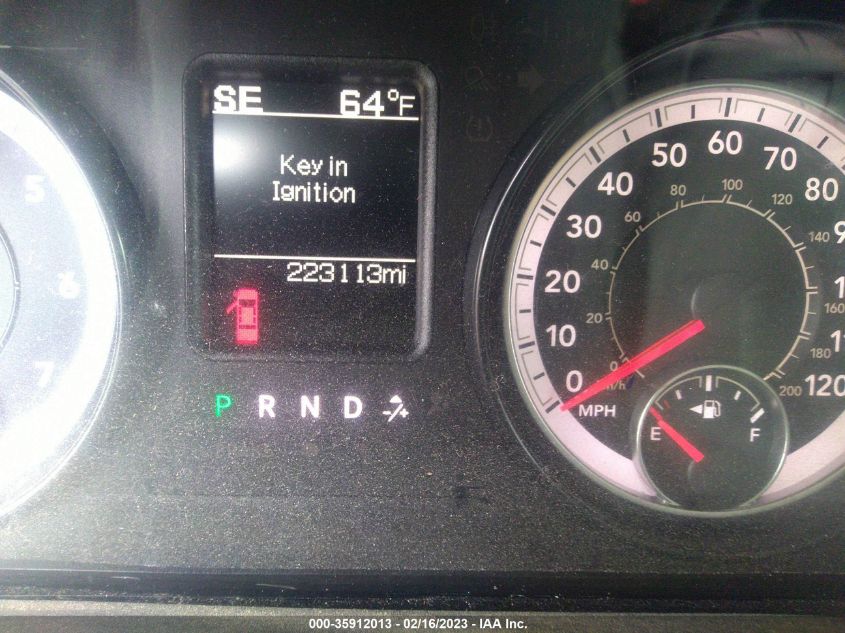 SE 64°F
Key in
Ignition
223113mi
P R N D -/+
5
6
7
0 10 20 30 40 50 60 70 80
120
MPH
0 20 40 60 80 100 120 140 160 180 200
E F
000-35912013 - 02/16/2023 - IAA Inc.